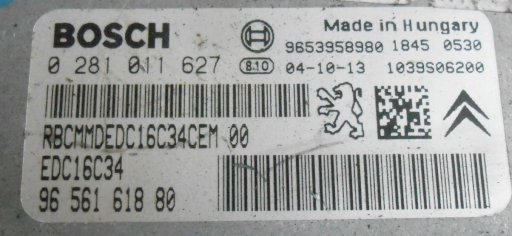 BOSCH
Made in Hungary
9653958980 1845 0530
0 281 011 627 8.10 04-10-13 1039S06200
RBCMMDEDC16C34CEM 00
EDC16C34
96 561 618 80